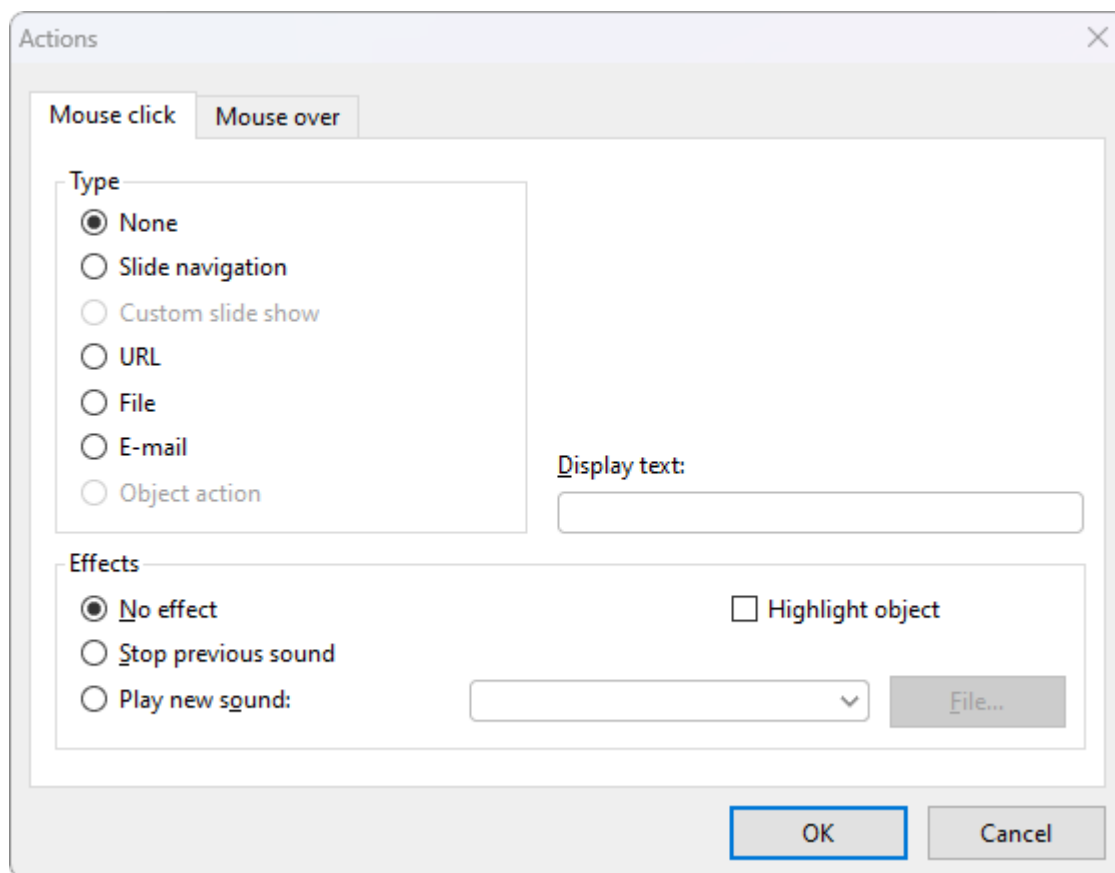 Actions
Mouse click Mouse over
Type
None
Slide navigation
Custom slide show
URL
File
E-mail
Object action
Display text:
Effects
No effect Highlight object
Stop previous sound
Play new sound: File...
OK Cancel